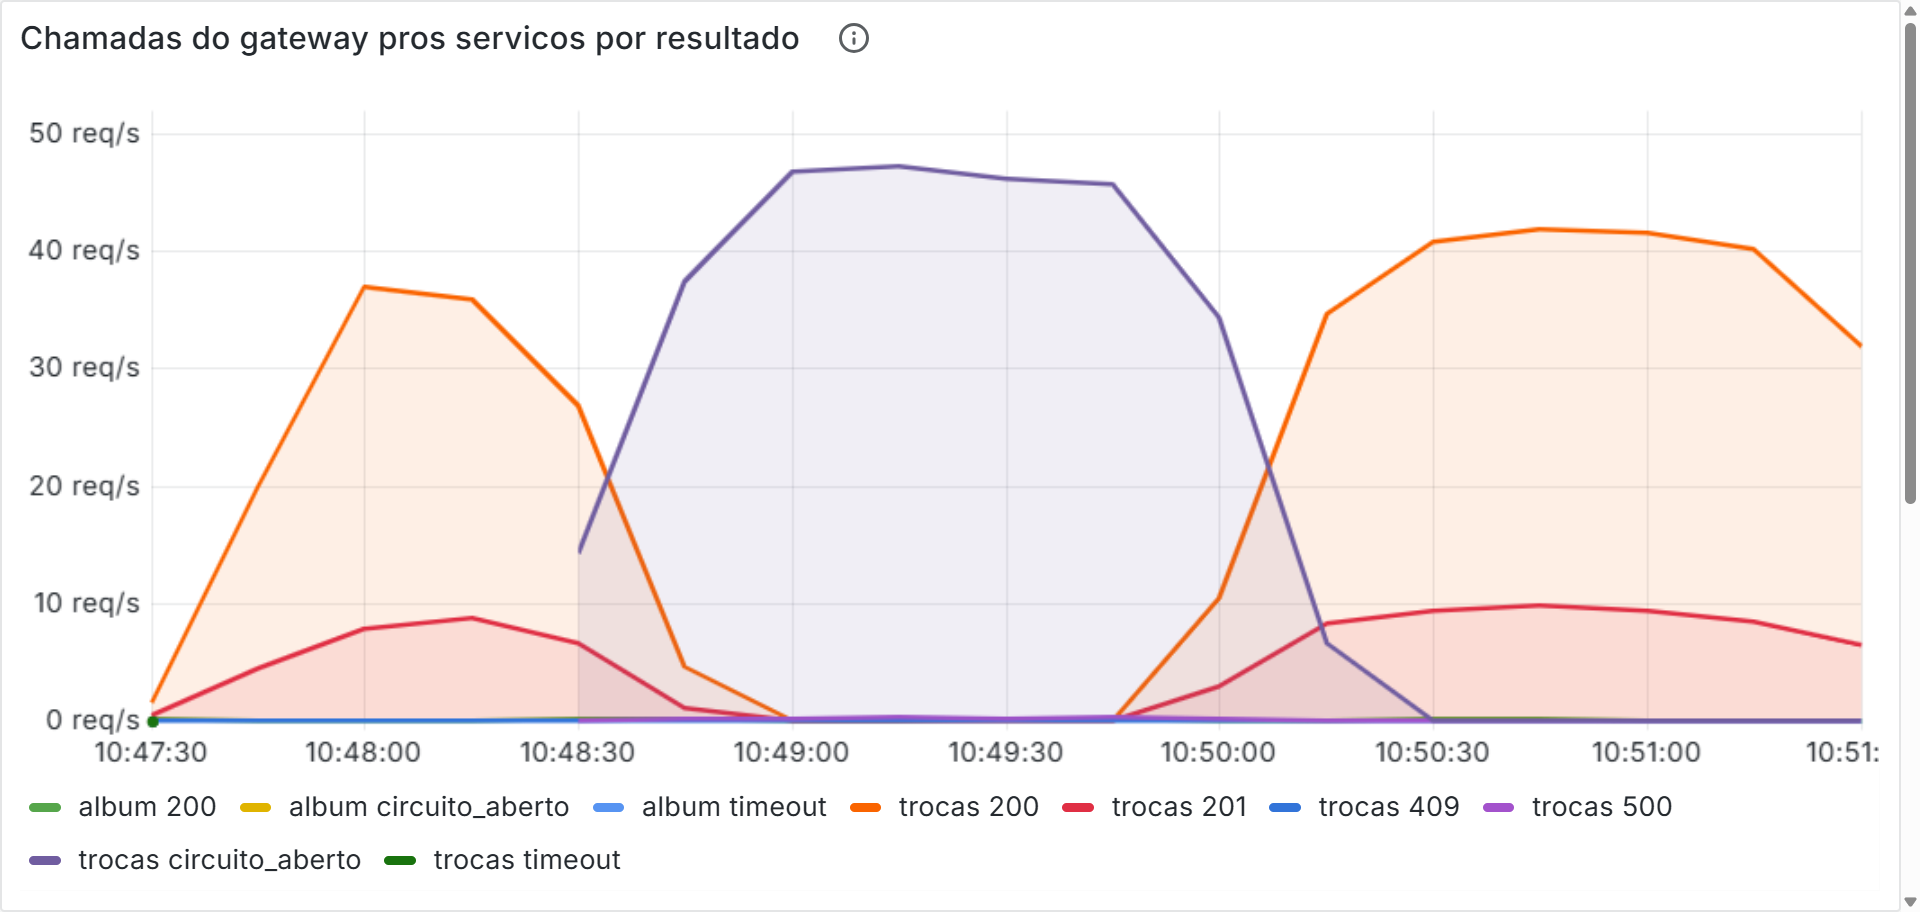 Chamadas do gateway pros servicos por resultado
50 req/s
40 req/s
30 req/s
20 req/s
10 req/s
0 req/s
10:47:30 10:48:00 10:48:30 10:49:00 10:49:30 10:50:00 10:50:30 10:51:00 10:51:
album 200 album circuito_aberto album timeout trocas 200 trocas 201 trocas 409 trocas 500
trocas circuito_aberto trocas timeout